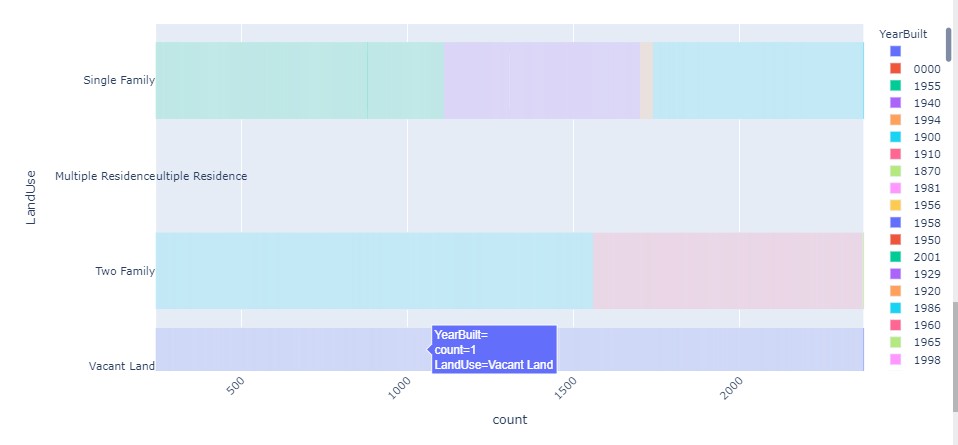 YearBuilt
0000
1955
1940
1994
1900
1910
1870
1981
1956
1958
1950
2001
1929
1920
1986
1960
1965
1998
LandUse
Single Family
Multiple Residenceultiple Residence
Two Family
Vacant Land
YearBuilt=
count=1
LandUse=Vacant Land
500
1000
1500
2000
count